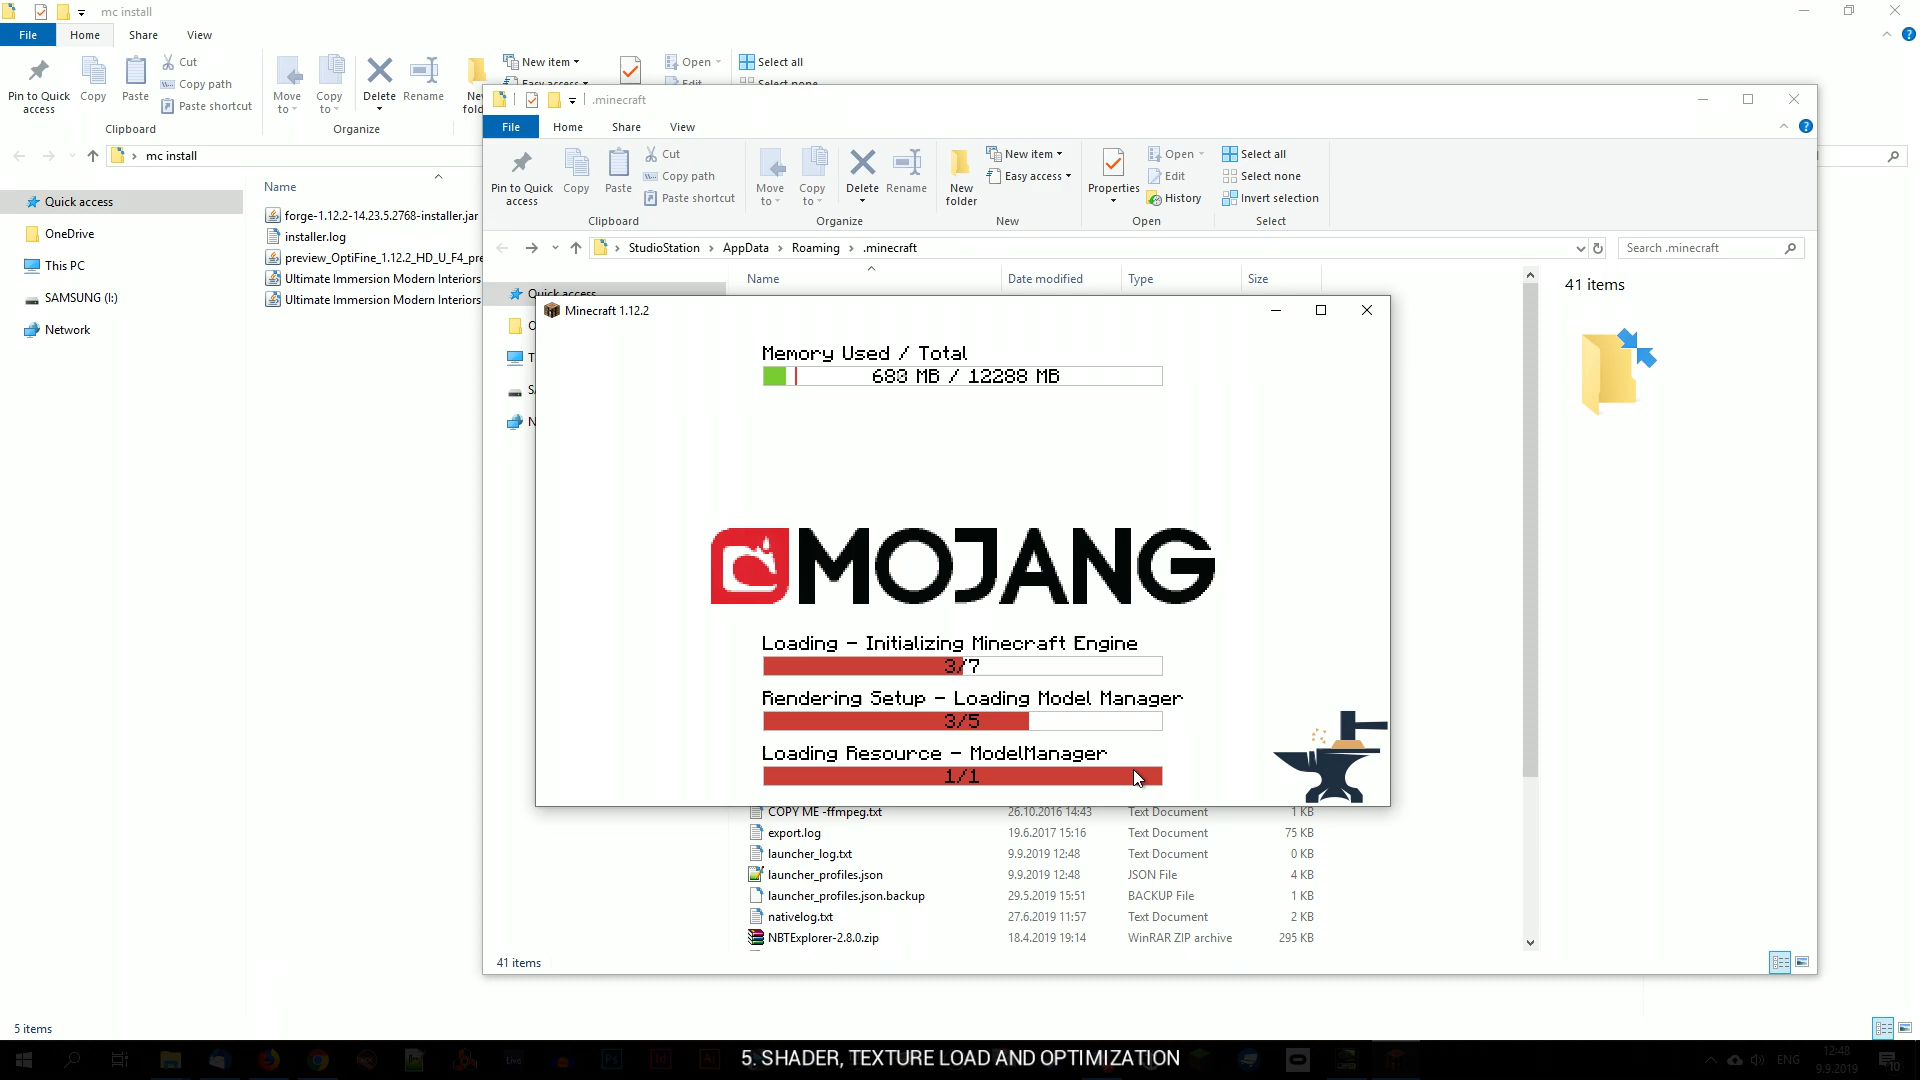 mc install
File Home Share View
Pin to Quick access
Copy
Paste
Cut
Copy path
Paste shortcut
Clipboard
Move to
Copy to
Delete
Rename
Organize
New item
Open
Select all
mc install
Quick access
OneDrive
This PC
SAMSUNG (I:)
Network
Name
forge-1.12.2-14.23.5.2768-installer.jar
installer.log
preview_OptiFine_1.12.2_HD_U_F4_pre
Ultimate Immersion Modern Interiors
Ultimate Immersion Modern Interiors
.minecraft
File Home Share View
Pin to Quick access
Copy
Paste
Cut
Copy path
Paste shortcut
Clipboard
Move to
Copy to
Delete
Rename
Organize
New folder
New item
Easy access
New
Properties
Open
Edit
History
Open
Select all
Select none
Invert selection
Select
StudioStation > AppData > Roaming > .minecraft
Search .minecraft
Name Date modified Type Size
41 items
Quick access
Minecraft 1.12.2
Memory Used / Total
680 MB / 12288 MB
MOJANG
Loading - Initializing Minecraft Engine
3/7
Rendering Setup - Loading Model Manager
3/5
Loading Resource - ModelManager
1/1
COPY ME -ffmpeg.txt 26.10.2016 14:43 Text Document 1 KB
export.log 19.6.2017 15:16 Text Document 75 KB
launcher_log.txt 9.9.2019 12:48 Text Document 0 KB
launcher_profiles.json 9.9.2019 12:48 JSON File 4 KB
launcher_profiles.json.backup 29.5.2019 15:51 BACKUP File 1 KB
nativelog.txt 27.6.2019 11:57 Text Document 2 KB
NBTExplorer-2.8.0.zip 18.4.2019 19:14 WinRAR ZIP archive 295 KB
41 items
5 items
5. SHADER, TEXTURE LOAD AND OPTIMIZATION
ENG
12:48
9.9.2019